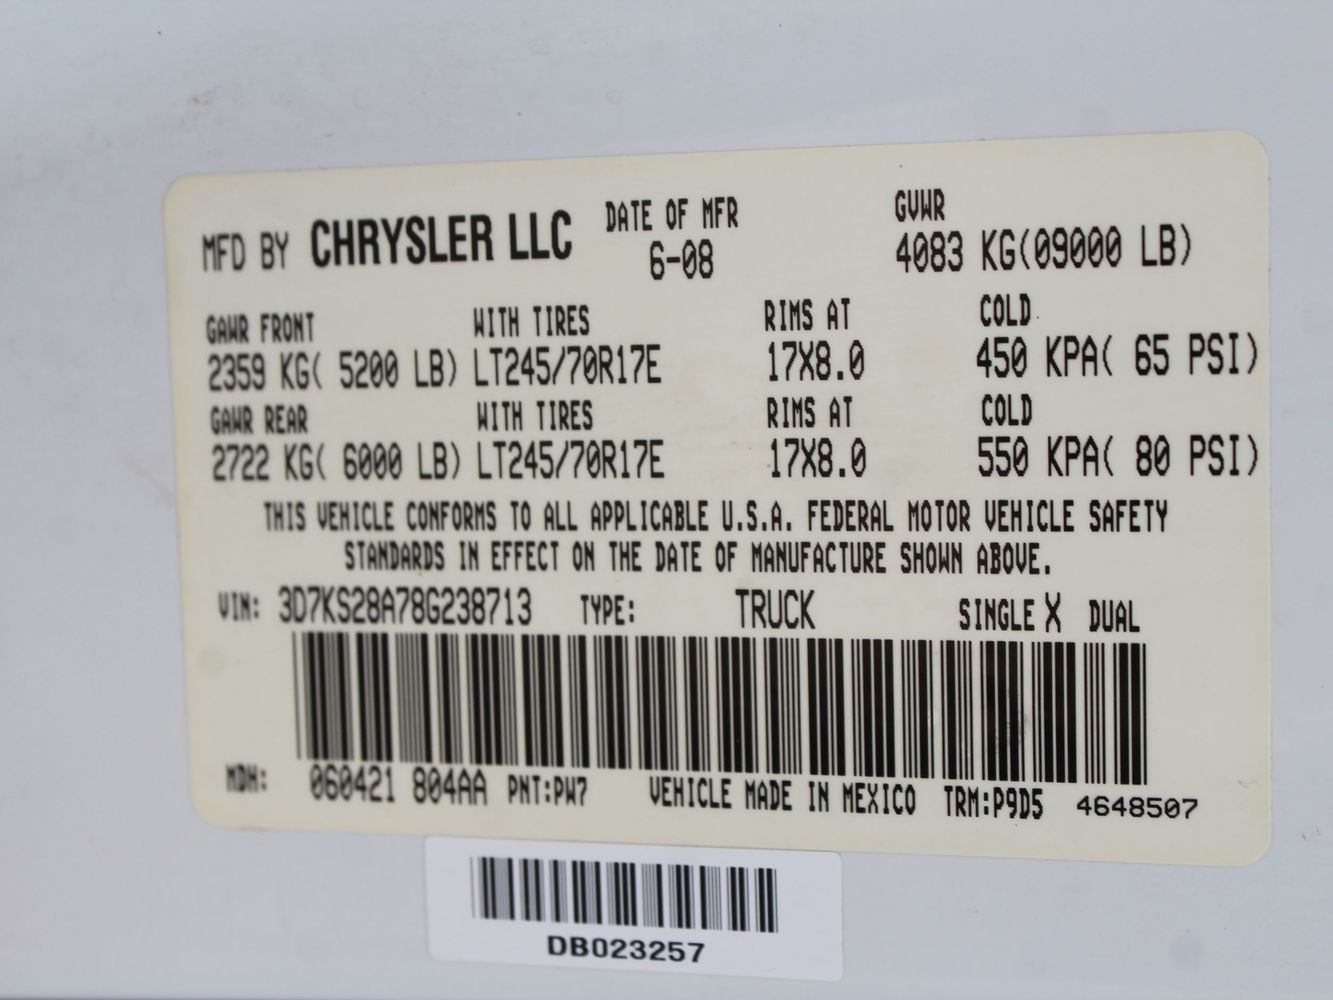 MFD BY CHRYSLER LLC DATE OF MFR 6-08 GVWR 4083 KG(09000 LB)
GAWR FRONT WITH TIRES RIMS AT COLD
2359 KG( 5200 LB) LT245/70R17E 17X8.0 450 KPA( 65 PSI)
GAWR REAR WITH TIRES RIMS AT COLD
2722 KG( 6000 LB) LT245/70R17E 17X8.0 550 KPA( 80 PSI)
THIS VEHICLE CONFORMS TO ALL APPLICABLE U.S.A. FEDERAL MOTOR VEHICLE SAFETY
STANDARDS IN EFFECT ON THE DATE OF MANUFACTURE SHOWN ABOVE.
VIN: 3D7KS28A78G238713 TYPE: TRUCK SINGLE X DUAL
MDH: 060421 804AA PNT:PW7 VEHICLE MADE IN MEXICO TRM:P9D5 4648507
DB023257